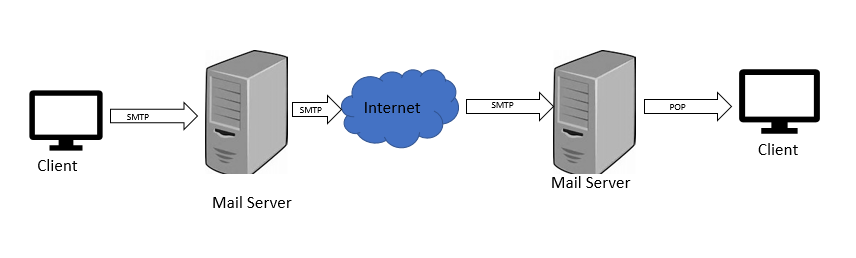 Client
SMTP
Mail Server
SMTP
Internet
SMTP
Mail Server
POP
Client